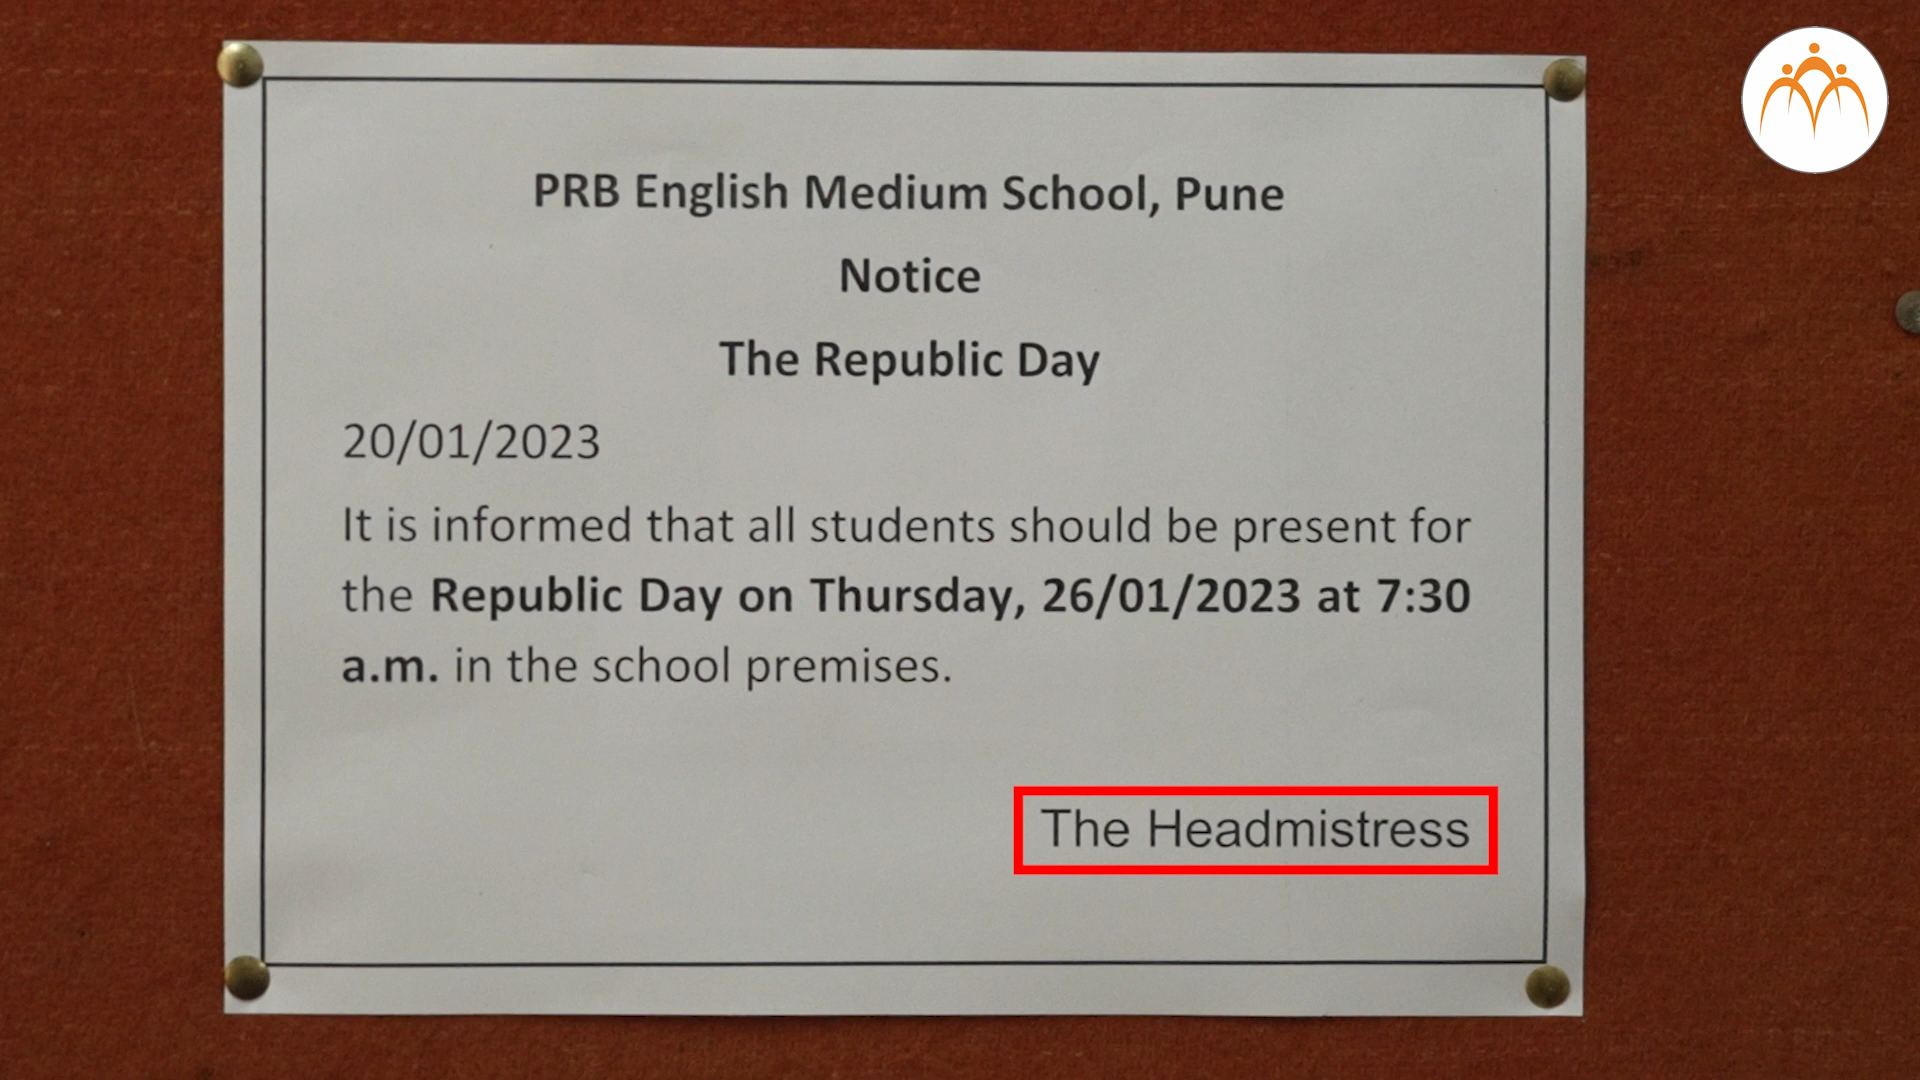 PRB English Medium School, Pune
Notice
The Republic Day
20/01/2023
It is informed that all students should be present for
the Republic Day on Thursday, 26/01/2023 at 7:30
a.m. in the school premises.
The Headmistress